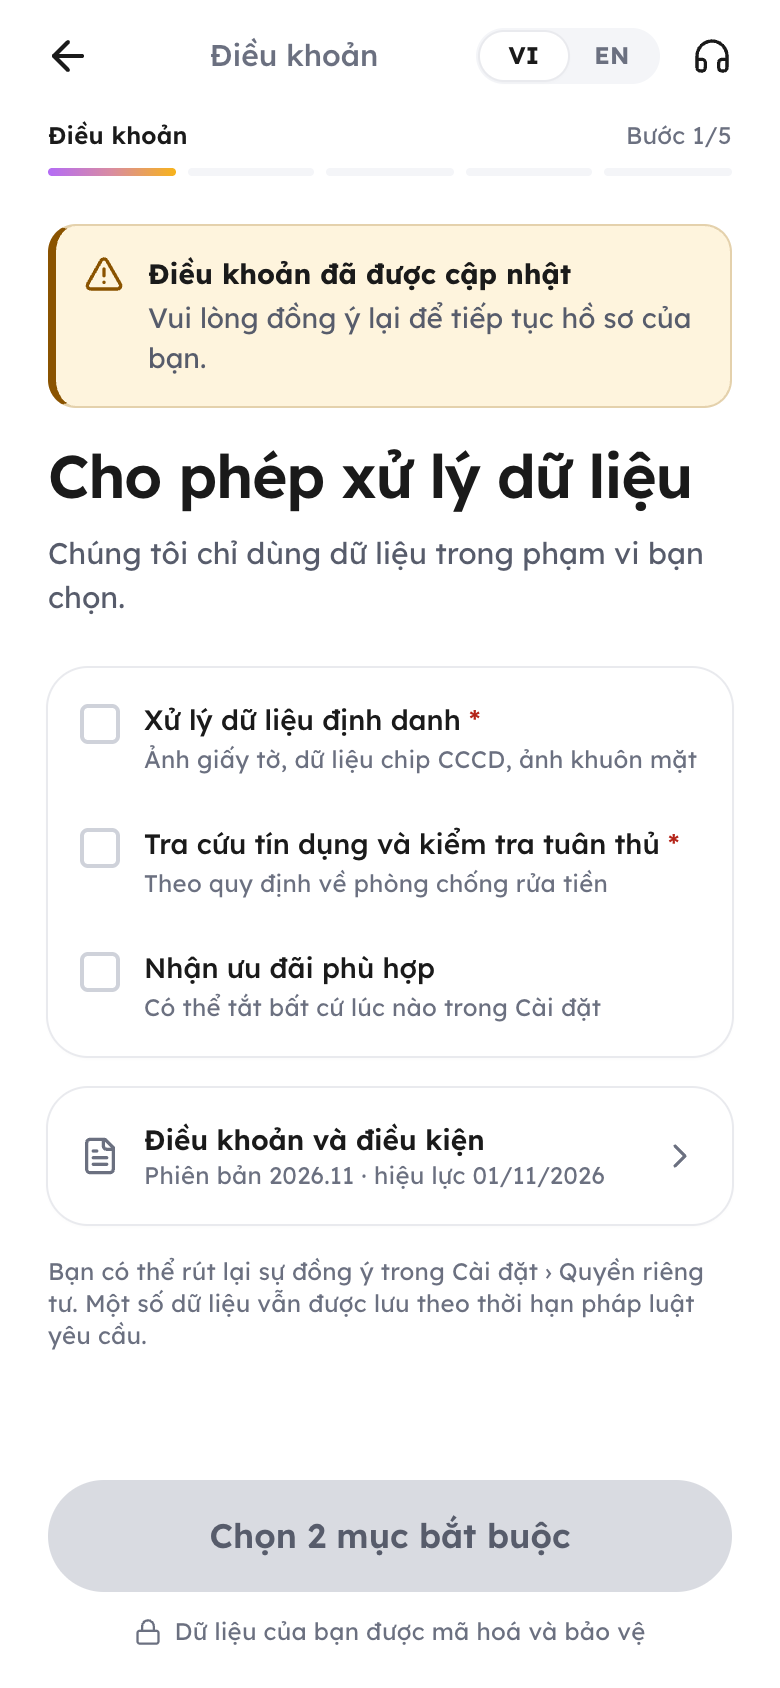 Điều khoản
VI
EN
Điều khoản
Bước 1/5
Điều khoản đã được cập nhật
Vui lòng đồng ý lại để tiếp tục hồ sơ của
bạn.
Cho phép xử lý dữ liệu
Chúng tôi chỉ dùng dữ liệu trong phạm vi bạn
chọn.
Xử lý dữ liệu định danh *
Ảnh giấy tờ, dữ liệu chip CCCD, ảnh khuôn mặt
Tra cứu tín dụng và kiểm tra tuân thủ *
Theo quy định về phòng chống rửa tiền
Nhận ưu đãi phù hợp
Có thể tắt bất cứ lúc nào trong Cài đặt
Điều khoản và điều kiện
Phiên bản 2026.11 · hiệu lực 01/11/2026
Bạn có thể rút lại sự đồng ý trong Cài đặt › Quyền riêng
tư. Một số dữ liệu vẫn được lưu theo thời hạn pháp luật
yêu cầu.
Chọn 2 mục bắt buộc
Dữ liệu của bạn được mã hoá và bảo vệ